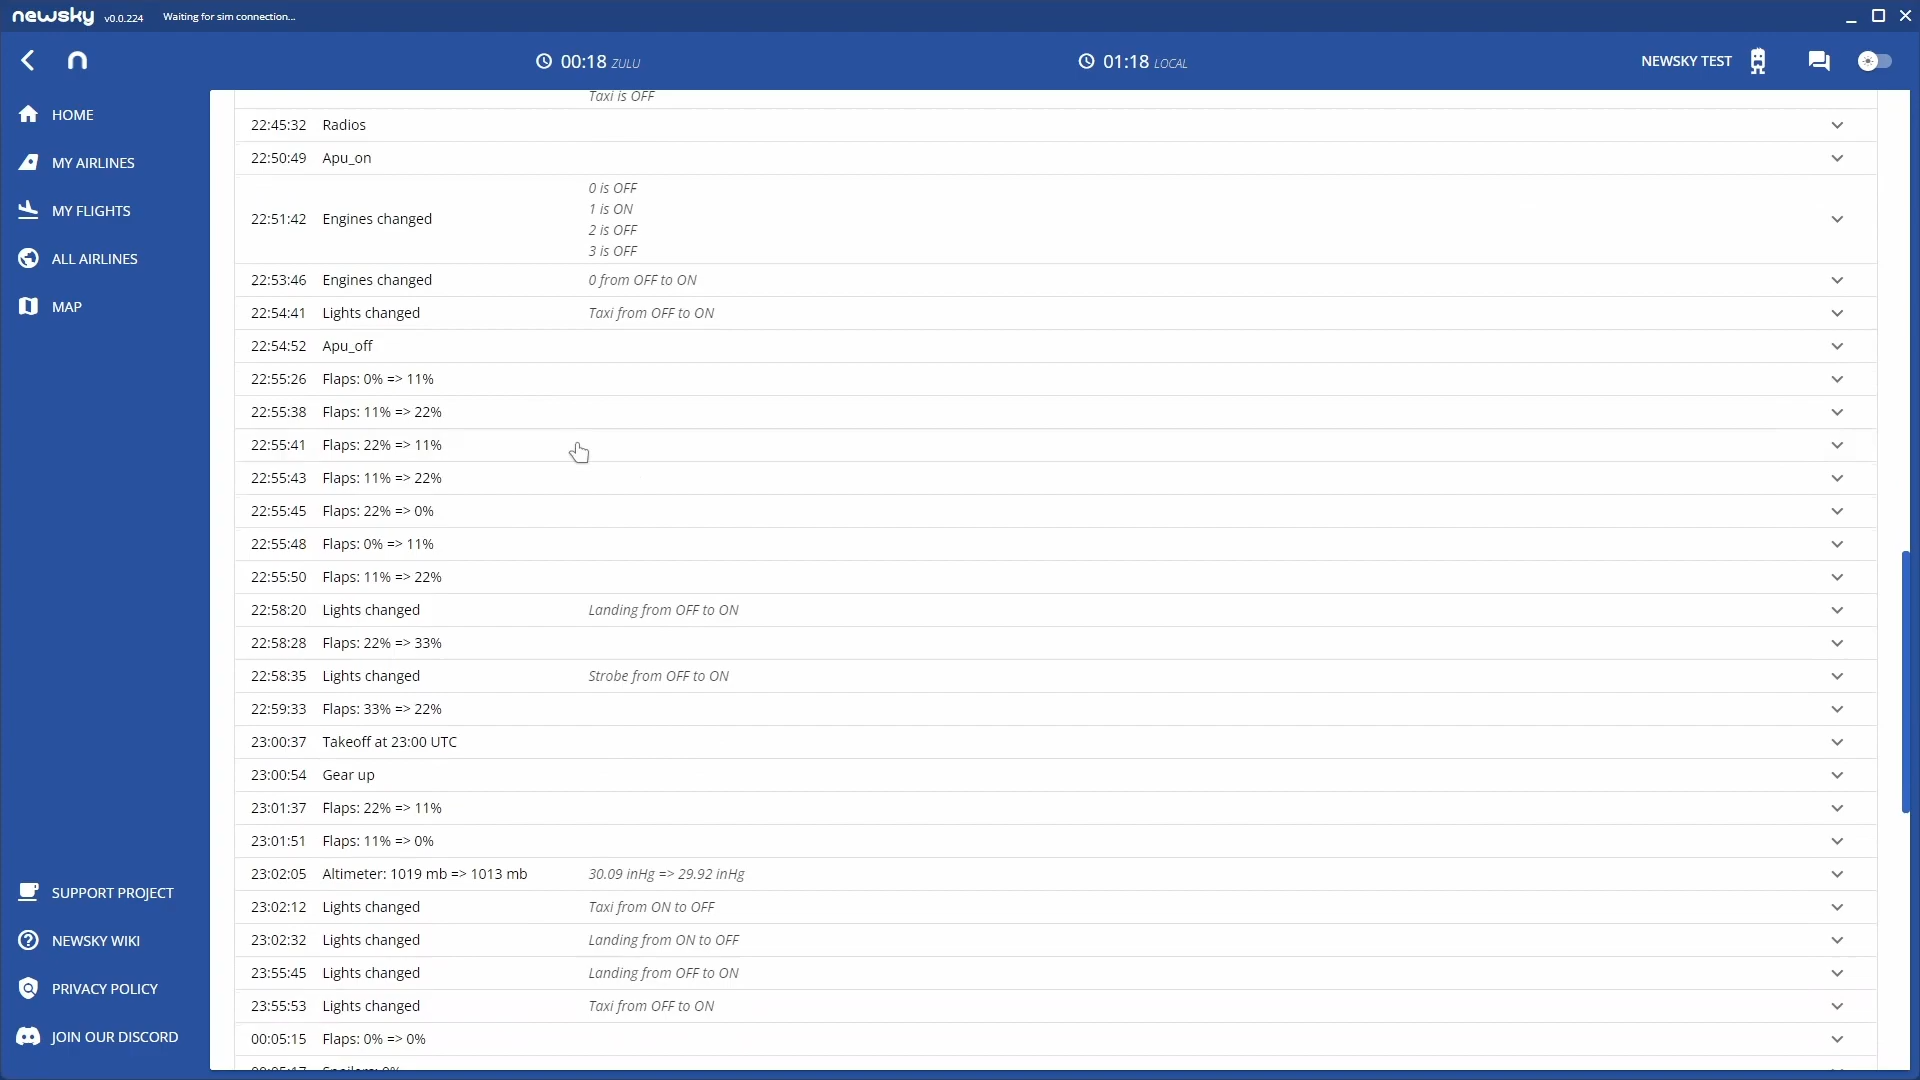 newsky v0.0.224 Waiting for sim connection...
00:18 ZULU 01:18 LOCAL NEWSKY TEST
HOME
MY AIRLINES
MY FLIGHTS
ALL AIRLINES
MAP
SUPPORT PROJECT
NEWSKY WIKI
PRIVACY POLICY
JOIN OUR DISCORD
Taxi is OFF
22:45:32 Radios
22:50:49 Apu_on
0 is OFF
1 is ON
22:51:42 Engines changed
2 is OFF
3 is OFF
22:53:46 Engines changed 0 from OFF to ON
22:54:41 Lights changed Taxi from OFF to ON
22:54:52 Apu_off
22:55:26 Flaps: 0% => 11%
22:55:38 Flaps: 11% => 22%
22:55:41 Flaps: 22% => 11%
22:55:43 Flaps: 11% => 22%
22:55:45 Flaps: 22% => 0%
22:55:48 Flaps: 0% => 11%
22:55:50 Flaps: 11% => 22%
22:58:20 Lights changed Landing from OFF to ON
22:58:28 Flaps: 22% => 33%
22:58:35 Lights changed Strobe from OFF to ON
22:59:33 Flaps: 33% => 22%
23:00:37 Takeoff at 23:00 UTC
23:00:54 Gear up
23:01:37 Flaps: 22% => 11%
23:01:51 Flaps: 11% => 0%
23:02:05 Altimeter: 1019 mb => 1013 mb 30.09 inHg => 29.92 inHg
23:02:12 Lights changed Taxi from ON to OFF
23:02:32 Lights changed Landing from ON to OFF
23:55:45 Lights changed Landing from OFF to ON
23:55:53 Lights changed Taxi from OFF to ON
00:05:15 Flaps: 0% => 0%
00:05:17 Spoilers: 0%